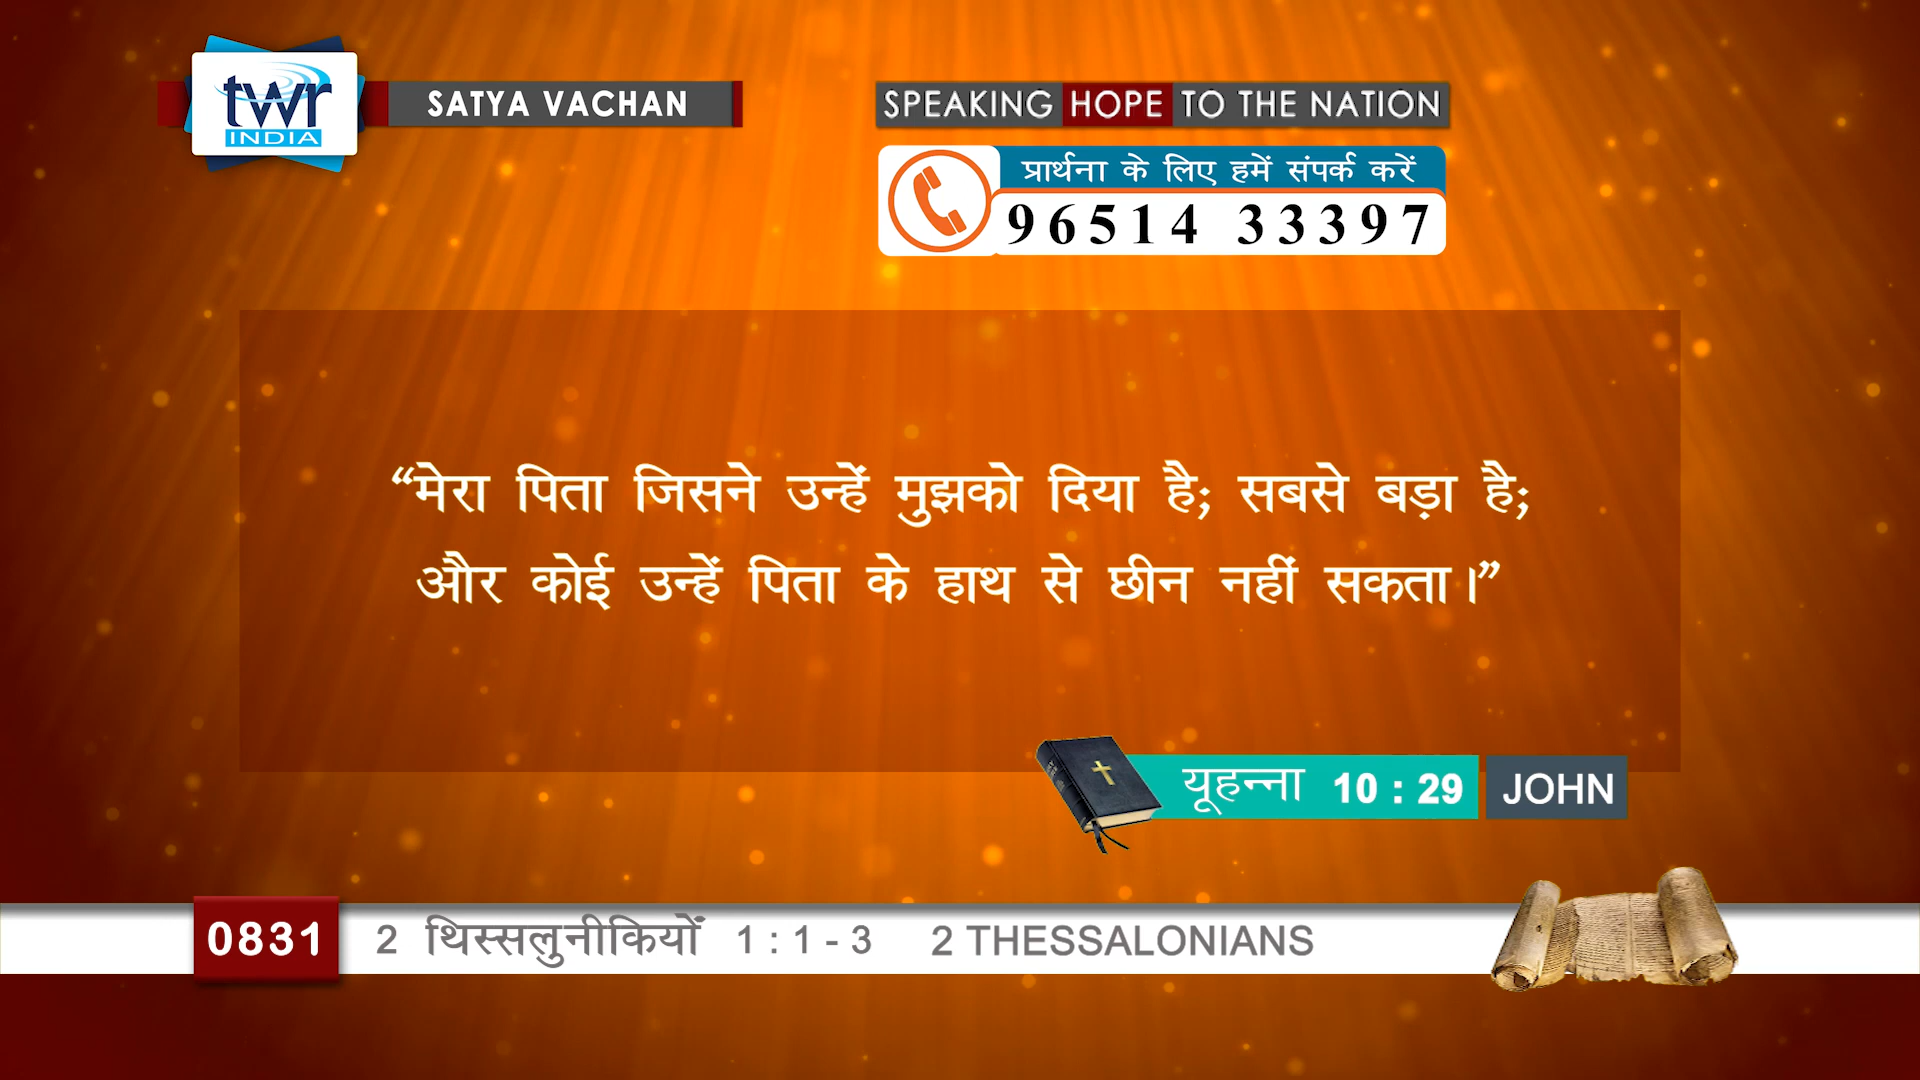 twr
INDIA
SATYA VACHAN
SPEAKING HOPE TO THE NATION
प्रार्थना के लिए हमें संपर्क करें
96514 33397
“मेरा पिता जिसने उन्हें मुझको दिया है; सबसे बड़ा है;
और कोई उन्हें पिता के हाथ से छीन नहीं सकता।”
यूहन्ना 10 : 29 JOHN
0831 2 थिस्सलुनीकियों 1 : 1 - 3 2 THESSALONIANS